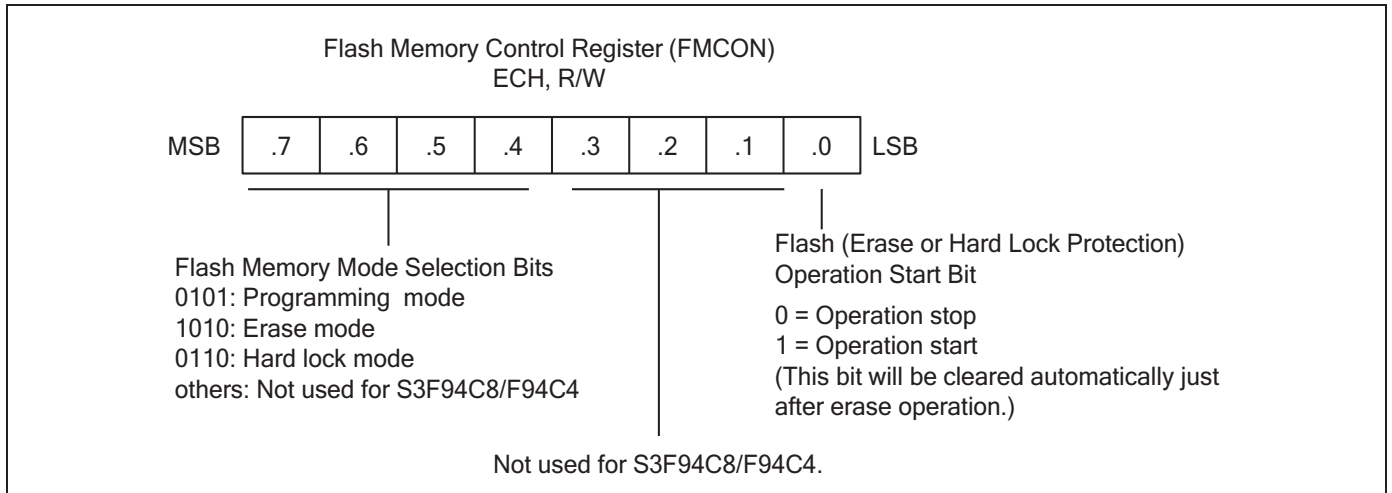 Flash Memory Control Register (FMCON)
ECH, R/W
MSB .7 .6 .5 .4 .3 .2 .1 .0 LSB
Flash Memory Mode Selection Bits
0101: Programming mode
1010: Erase mode
0110: Hard lock mode
others: Not used for S3F94C8/F94C4
Flash (Erase or Hard Lock Protection)
Operation Start Bit
0 = Operation stop
1 = Operation start
(This bit will be cleared automatically just
after erase operation.)
Not used for S3F94C8/F94C4.